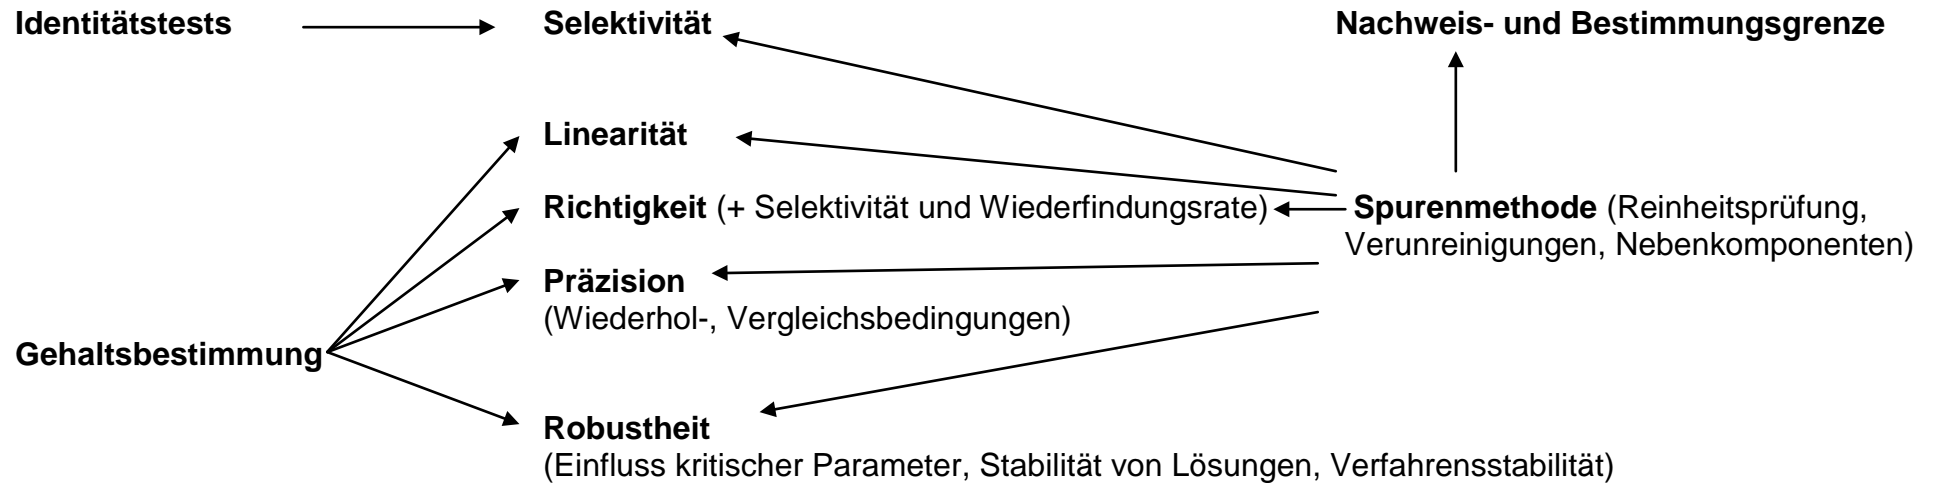 Identitätstests
Selektivität
Nachweis- und Bestimmungsgrenze
Linearität
Richtigkeit (+ Selektivität und Wiederfindungsrate)
Spurenmethode (Reinheitsprüfung,
Verunreinigungen, Nebenkomponenten)
Präzision
(Wiederhol-, Vergleichsbedingungen)
Gehaltsbestimmung
Robustheit
(Einfluss kritischer Parameter, Stabilität von Lösungen, Verfahrensstabilität)